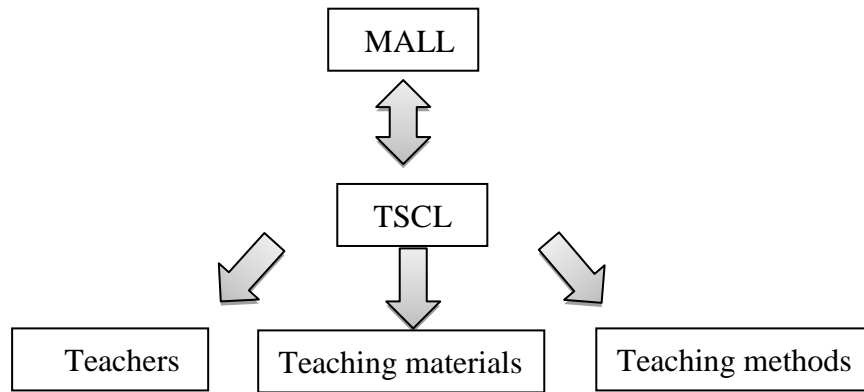 MALL
TSCL
Teachers
Teaching materials
Teaching methods